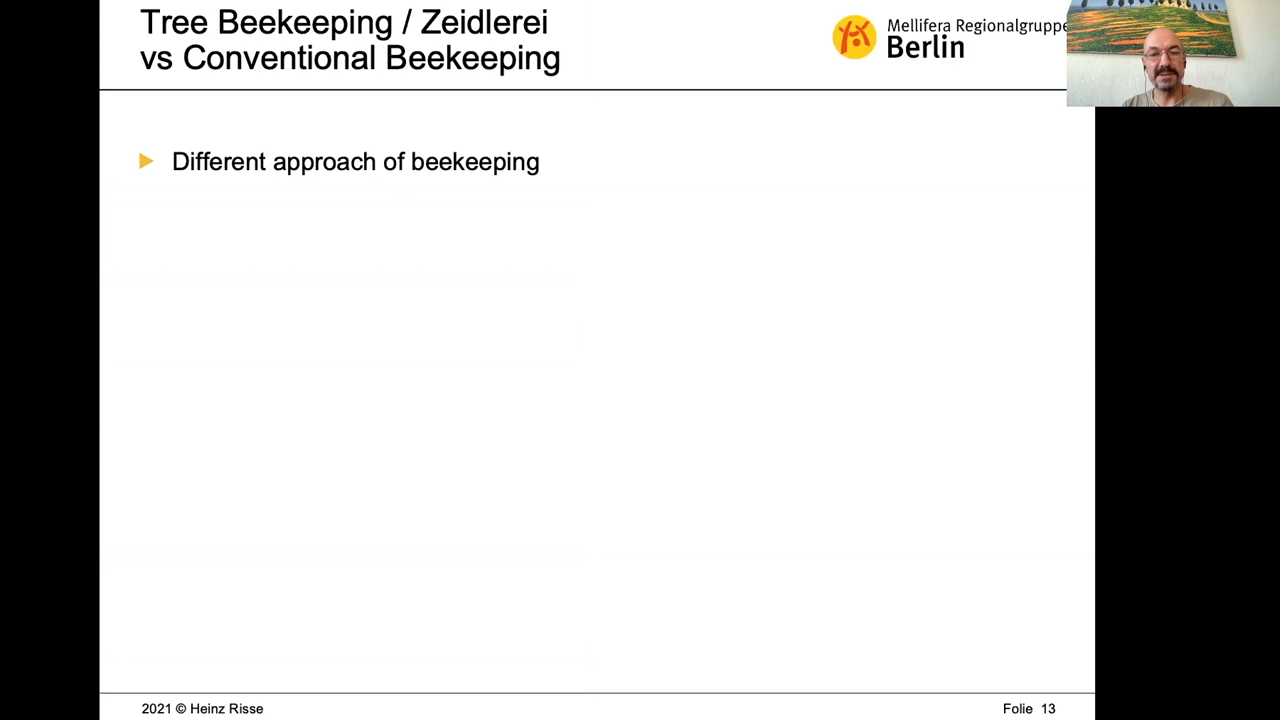 Tree Beekeeping / Zeidlerei
vs Conventional Beekeeping
Mellifera Regionalgruppe
Berlin
Different approach of beekeeping
2021 © Heinz Risse
Folie 13